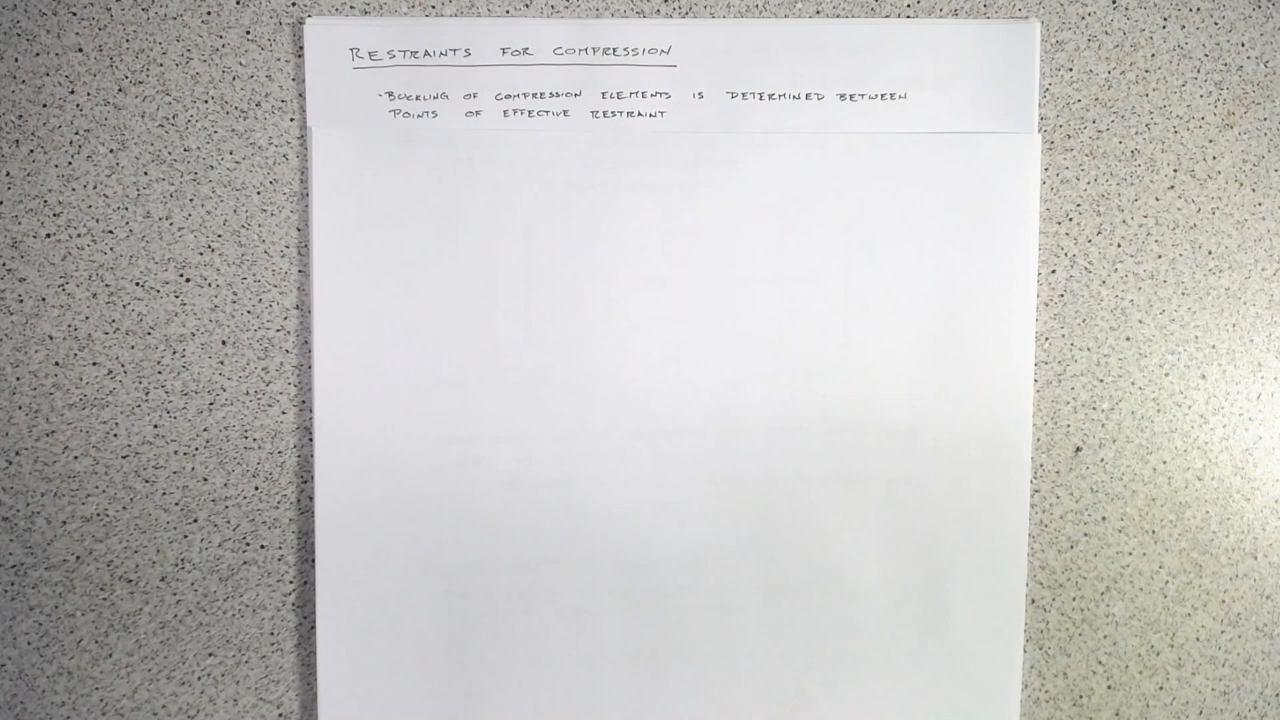 RESTRAINTS FOR COMPRESSION
-BUCKLING OF COMPRESSION ELEMENTS IS DETERMINED BETWEEN
POINTS OF EFFECTIVE RESTRAINT